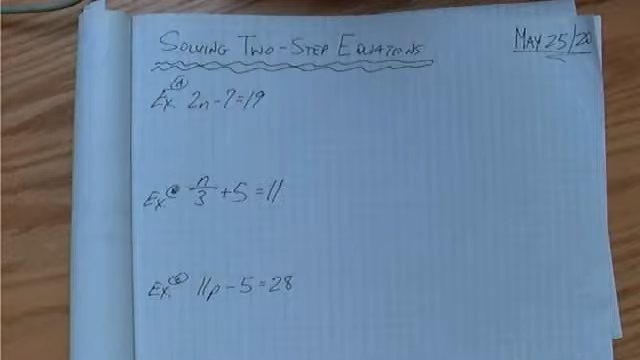 SOLVING TWO-STEP EQUATIONS
MAY 25/20
Ex. 2n - 7 = 19
Ex. n/3 + 5 = 11
Ex. 11p - 5 = 28